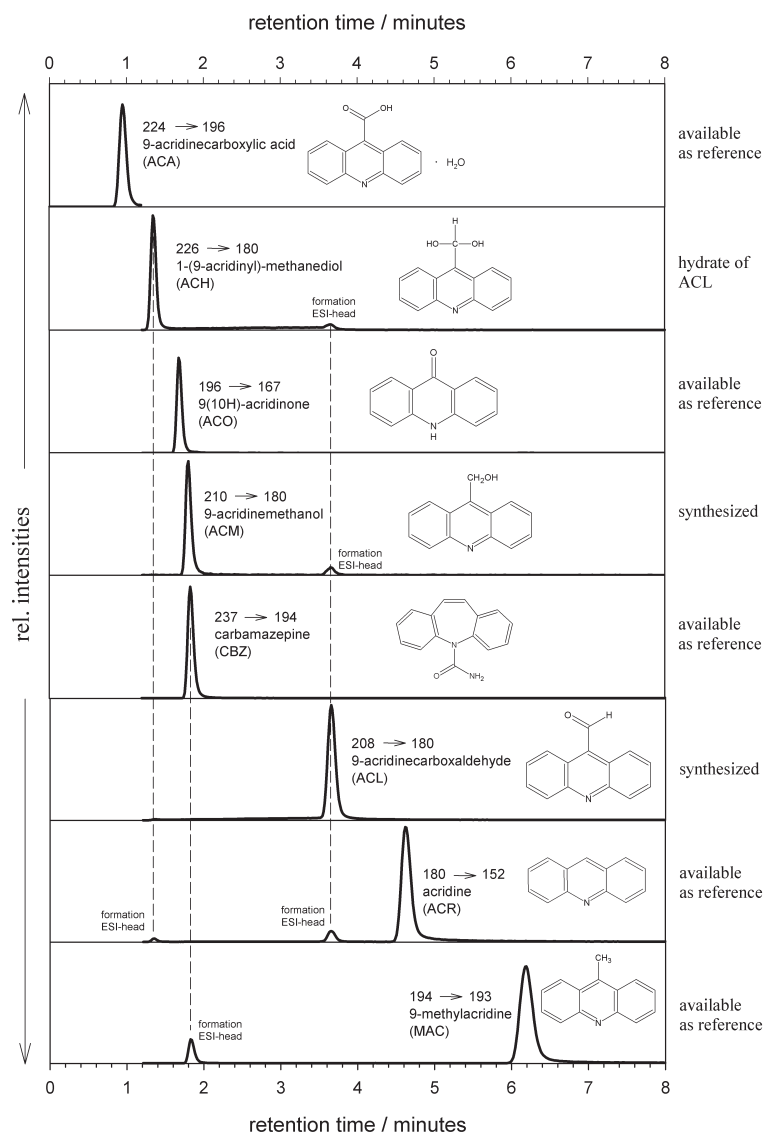 retention time / minutes
0 1 2 3 4 5 6 7 8
rel. intensities
224 → 196
9-acridinecarboxylic acid
(ACA)
O OH
N
· H₂O
available
as reference
226 → 180
1-(9-acridinyl)-methanediol
(ACH)
formation
ESI-head
H
HO C OH
N
hydrate of
ACL
196 → 167
9(10H)-acridinone
(ACO)
O
N
H
available
as reference
210 → 180
9-acridinemethanol
(ACM)
formation
ESI-head
CH₂OH
N
synthesized
237 → 194
carbamazepine
(CBZ)
N
O NH₂
available
as reference
208 → 180
9-acridinecarboxaldehyde
(ACL)
O H
N
synthesized
formation
ESI-head
formation
ESI-head
180 → 152
acridine
(ACR)
N
available
as reference
formation
ESI-head
194 → 193
9-methylacridine
(MAC)
CH₃
N
available
as reference
0 1 2 3 4 5 6 7 8
retention time / minutes